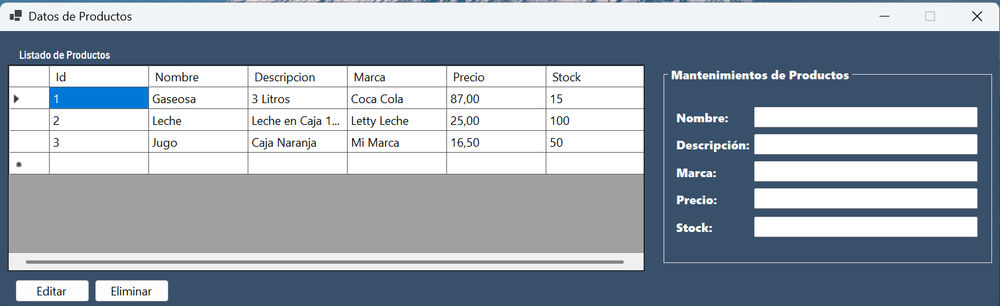 Datos de Productos
Listado de Productos
Id Nombre Descripcion Marca Precio Stock
1 Gaseosa 3 Litros Coca Cola 87,00 15
2 Leche Leche en Caja 1... Letty Leche 25,00 100
3 Jugo Caja Naranja Mi Marca 16,50 50
Mantenimientos de Productos
Nombre:
Descripción:
Marca:
Precio:
Stock:
Editar Eliminar